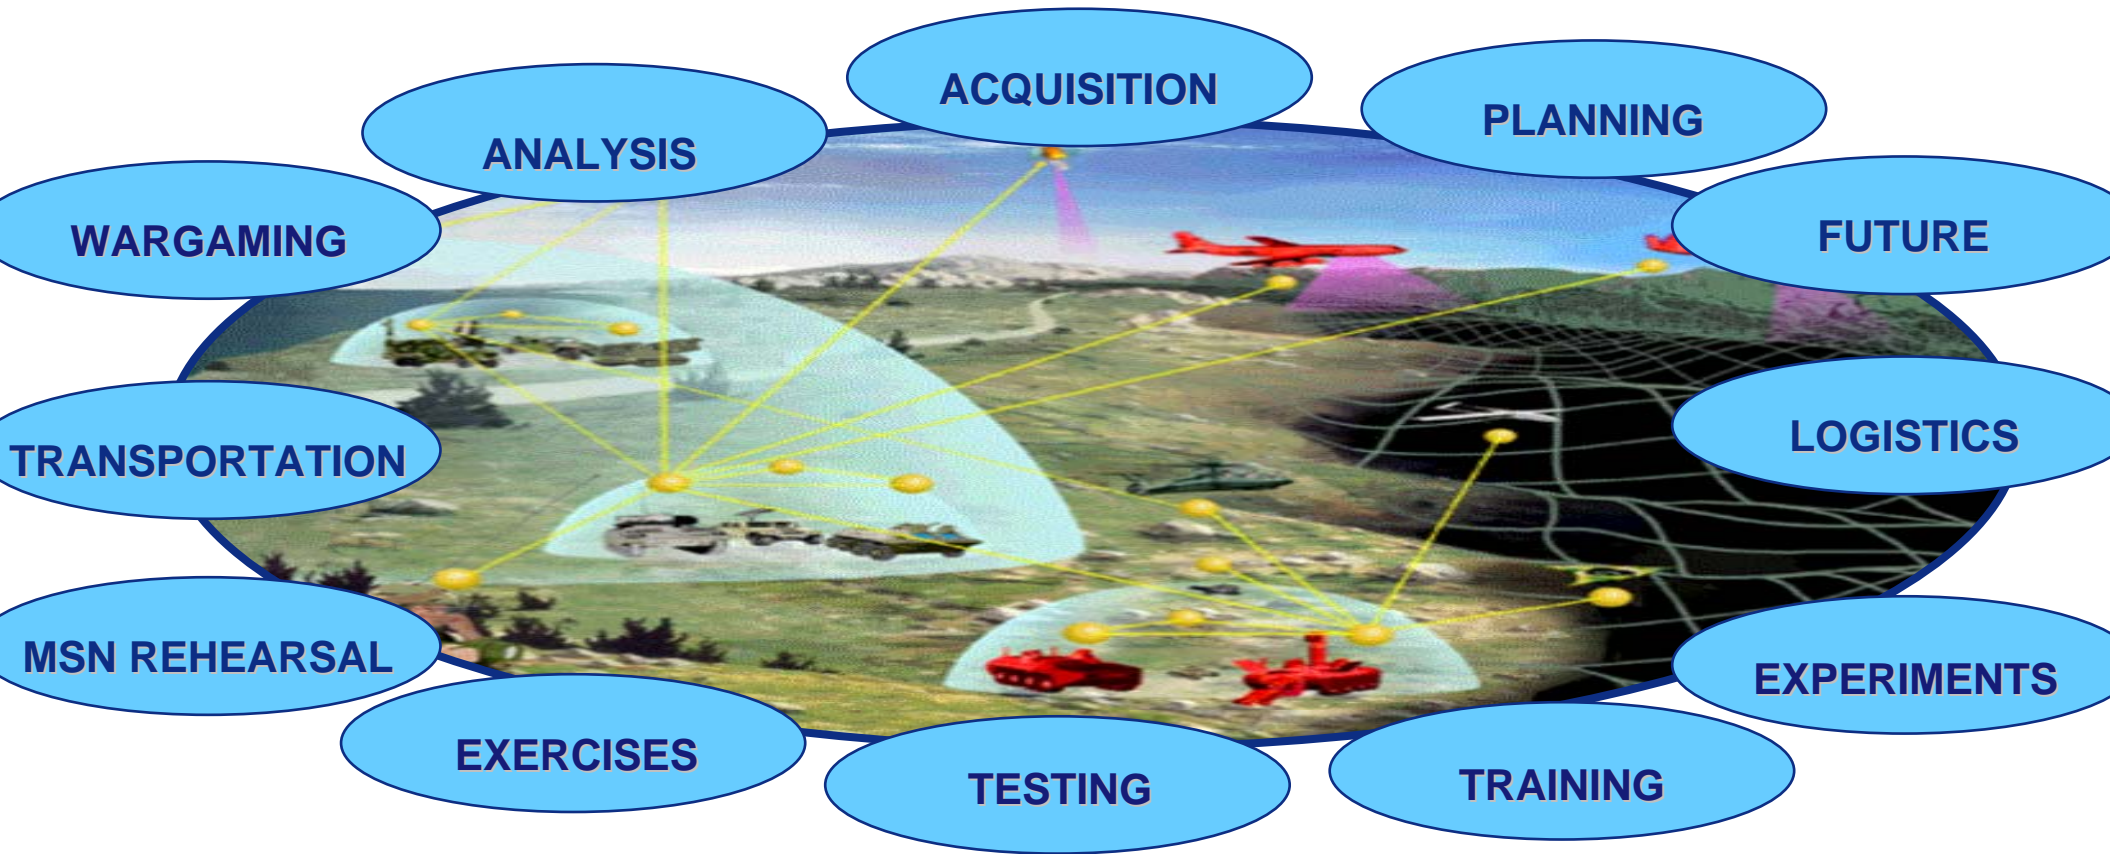 ACQUISITION
PLANNING
ANALYSIS
FUTURE
WARGAMING
LOGISTICS
TRANSPORTATION
MSN REHEARSAL
EXPERIMENTS
EXERCISES
TRAINING
TESTING